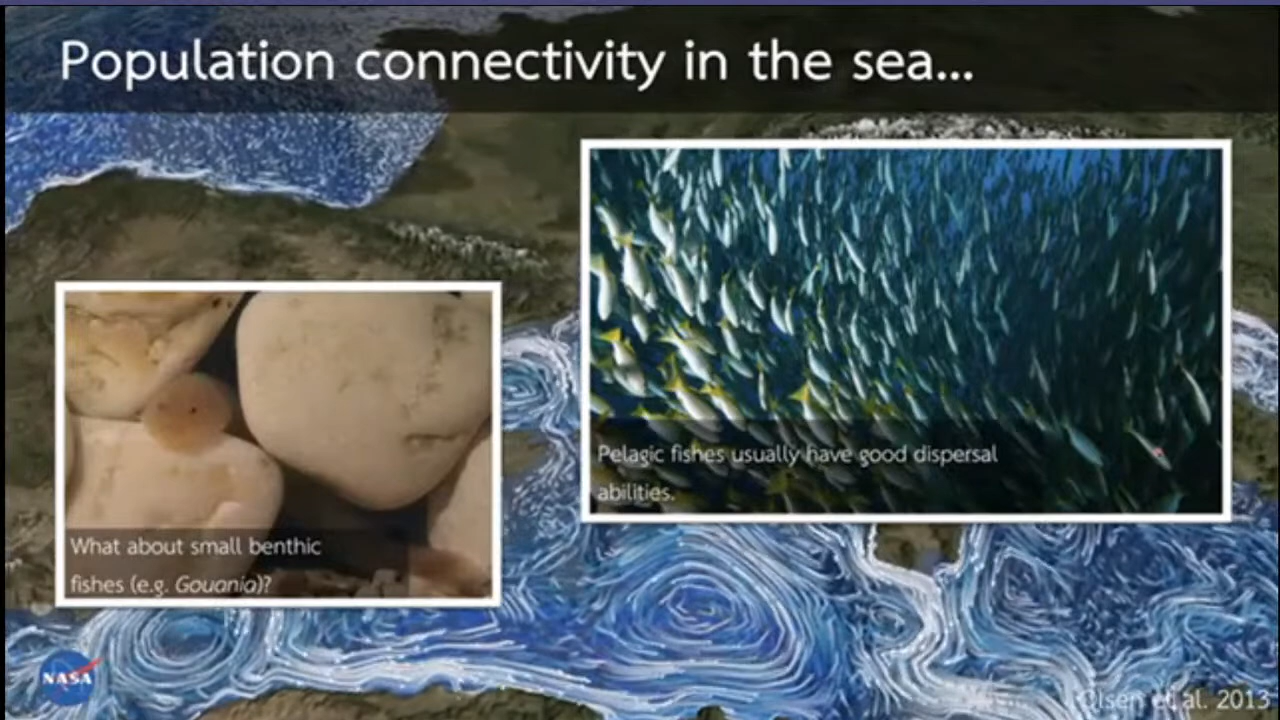 Population connectivity in the sea...
Pelagic fishes usually have good dispersal
abilities.
What about small benthic
fishes (e.g. Gouania)?
NASA
Olsen et al. 2013